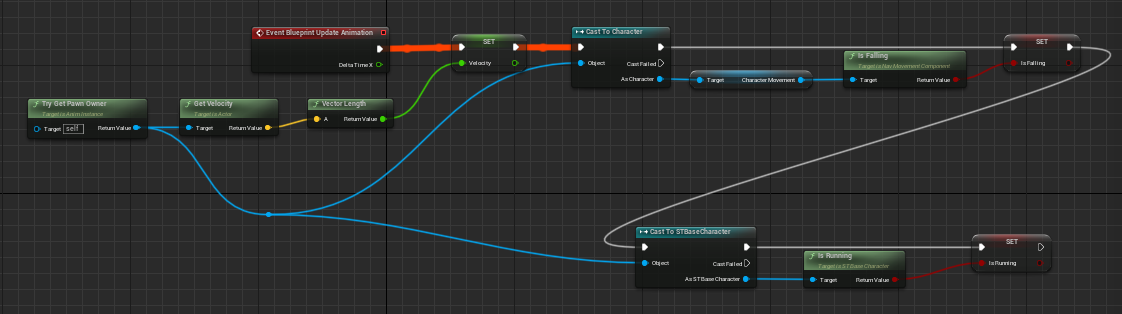 Event Blueprint Update Animation
Delta Time X
SET
Velocity
Cast To Character
Object
Cast Failed
As Character
Target
Character Movement
Is Falling
Target is Nav Movement Component
Target
Return Value
SET
Is Falling
Try Get Pawn Owner
Target is Anim Instance
Target
self
Return Value
Get Velocity
Target is Actor
Target
Return Value
Vector Length
A
Return Value
Cast To STBaseCharacter
Object
Cast Failed
As STBase Character
Is Running
Target is STBase Character
Target
Return Value
SET
Is Running